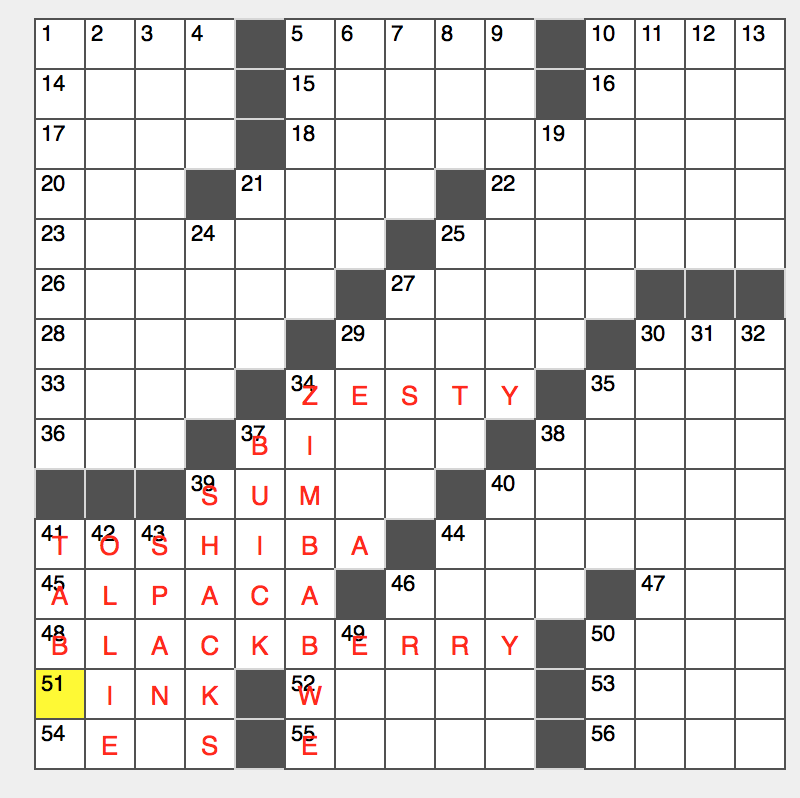 1 2 3 4 5 6 7 8 9 10 11 12 13
14 15 16
17 18 19
20 21 22
23 24 25
26 27
28 29 30 31 32
33 34 35
Z E S T Y
36 37 38
B I
39 40
S U M
41 42 43 44
T O S H I B A
45 46 47
A L P A C A
48 49 50
B L A C K B E R R Y
51 52 53
I N K W
54 55 56
E S E